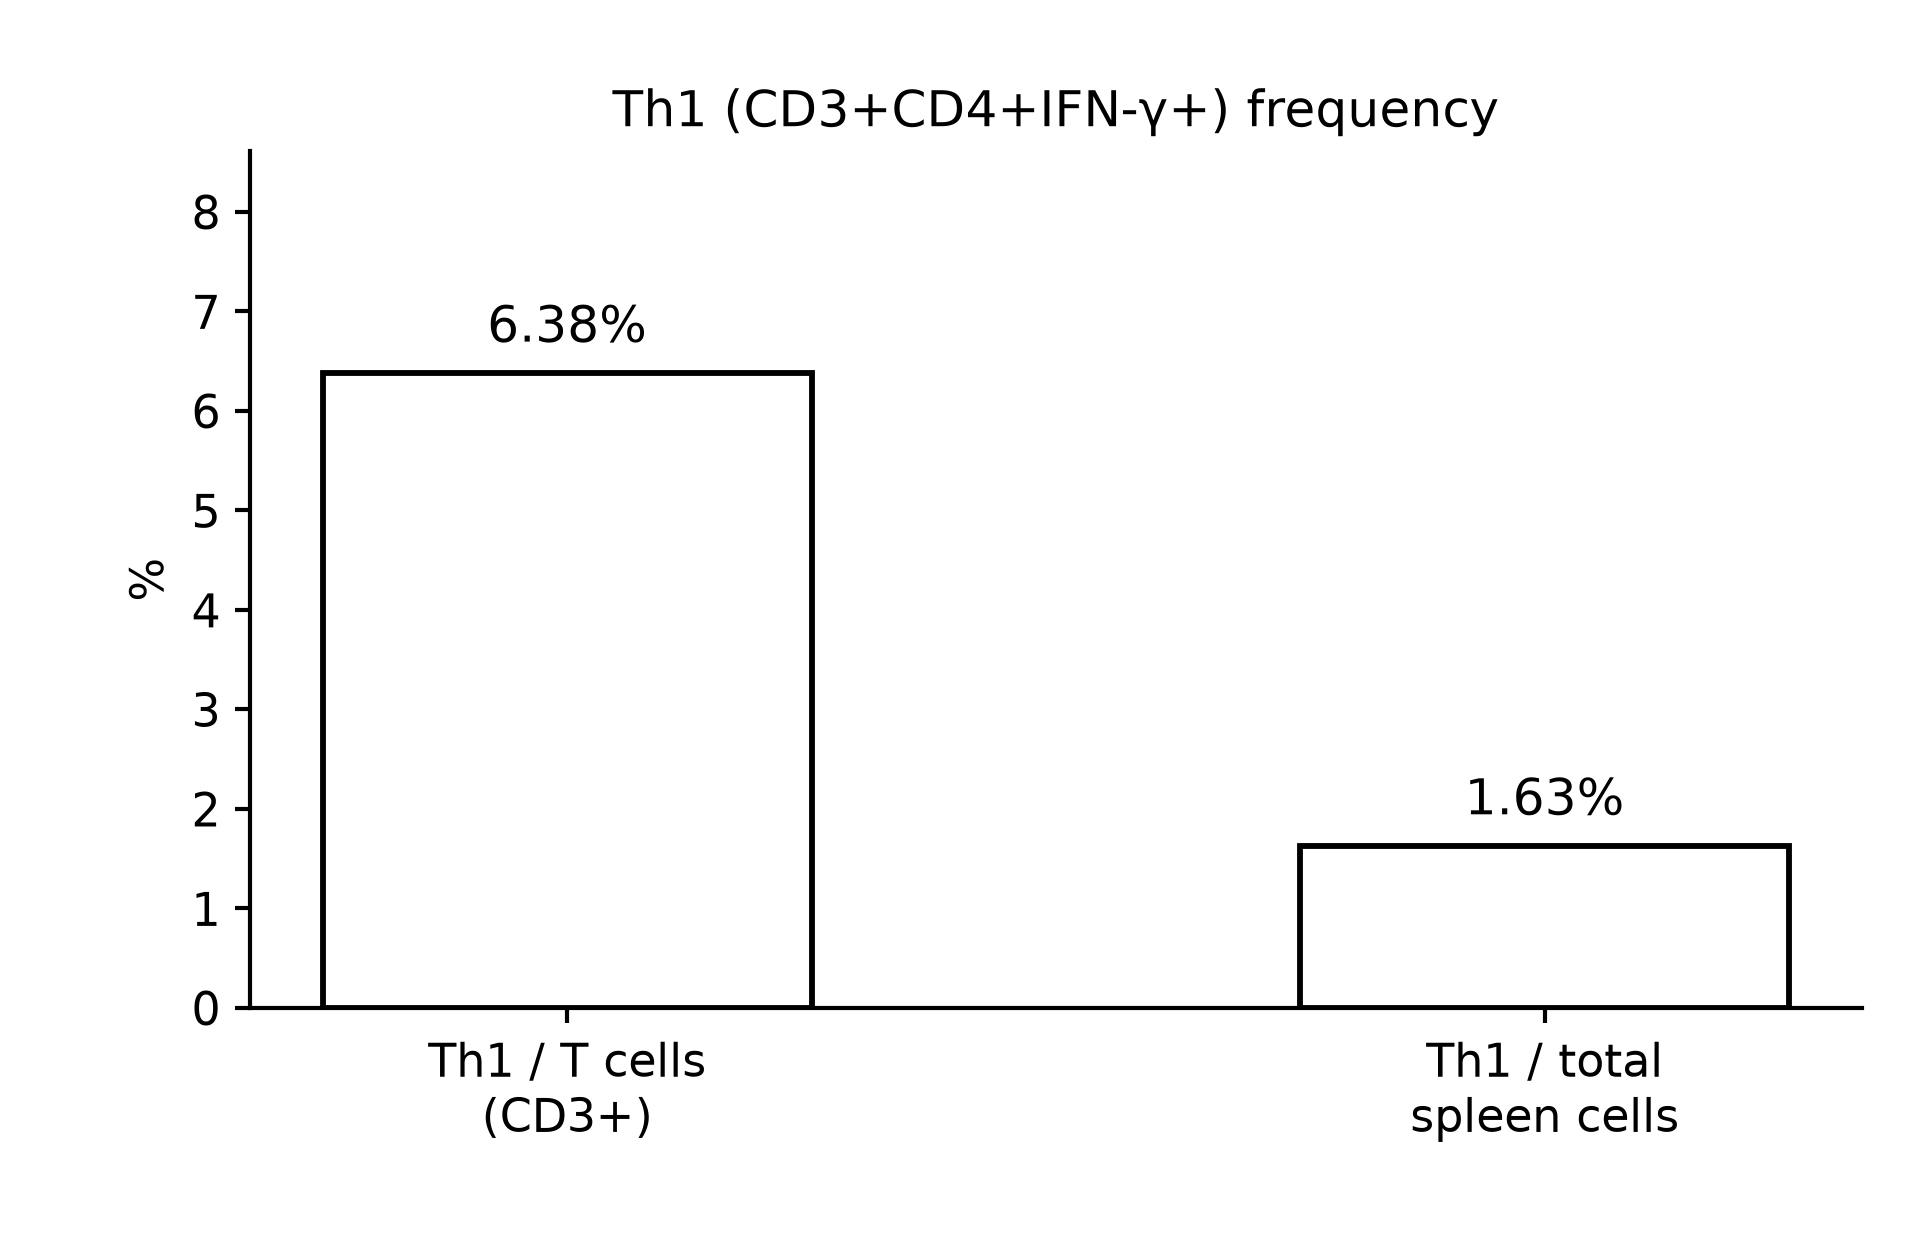 Th1 (CD3+CD4+IFN-γ+) frequency
8
7
6
5
4
3
2
1
0
%
6.38%
1.63%
Th1 / T cells
(CD3+)
Th1 / total
spleen cells